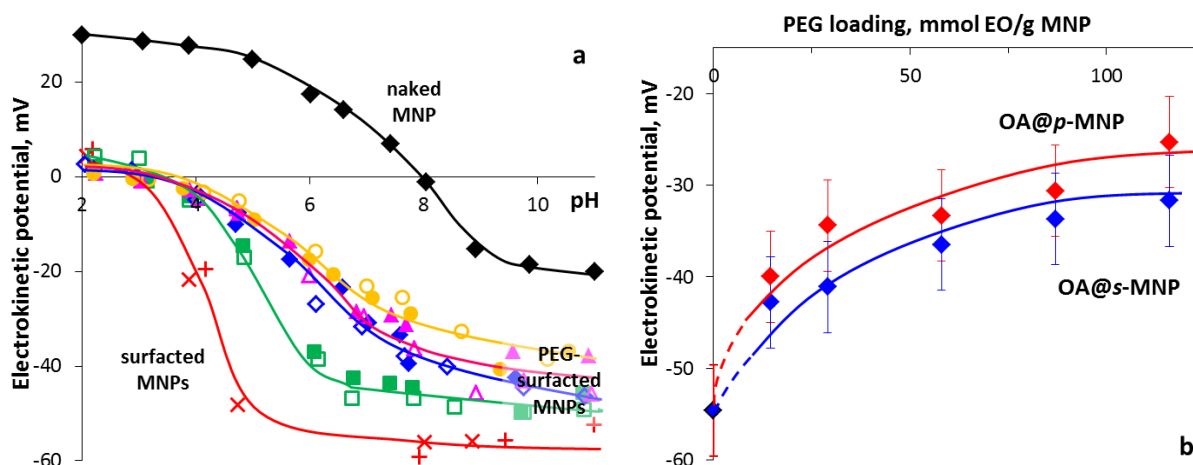 a
Electrokinetic potential, mV
20
0
-20
-40
-60
2
4
6
8
10
pH
naked
MNP
surfacted
MNPs
PEG-
surfacted
MNPs
PEG loading, mmol EO/g MNP
0
50
100
Electrokinetic potential, mV
-20
-30
-40
-50
-60
OA@p-MNP
OA@s-MNP
b